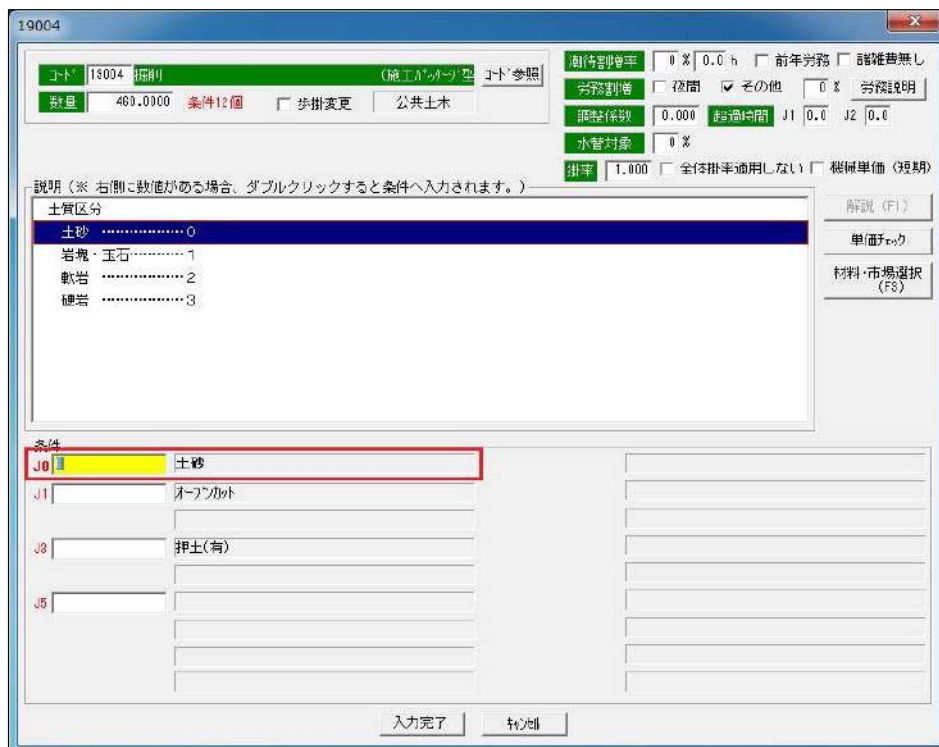 19004
コード 19004 掘削 (施工ﾊﾟｯｹｰｼﾞ型 ｺｰﾄﾞ参照
数量 460.0000 条件12個 歩掛変更 公共土木
潮待割増率 0 % 0.0 h 前年労務 諸雑費無し
労務割増 夜間 その他 0 % 労務説明
調整係数 0.000 超過時間 J1 0.0 J2 0.0
水替対象 0 %
掛率 1.000 全体掛率適用しない 機械単価 (短期)
説明 (※ 右側に数値がある場合、ダブルクリックすると条件へ入力されます。)
土質区分
土砂 ………………0
岩塊・玉石…………1
軟岩 ………………2
硬岩 ………………3
解説 (F1)
単価ﾁｪｯｸ
材料・市場選択
(F3)
条件
J0 土砂
J1 ｵｰﾌﾟﾝｶｯﾄ
J3 押土(有)
J5
入力完了 ｷｬﾝｾﾙ